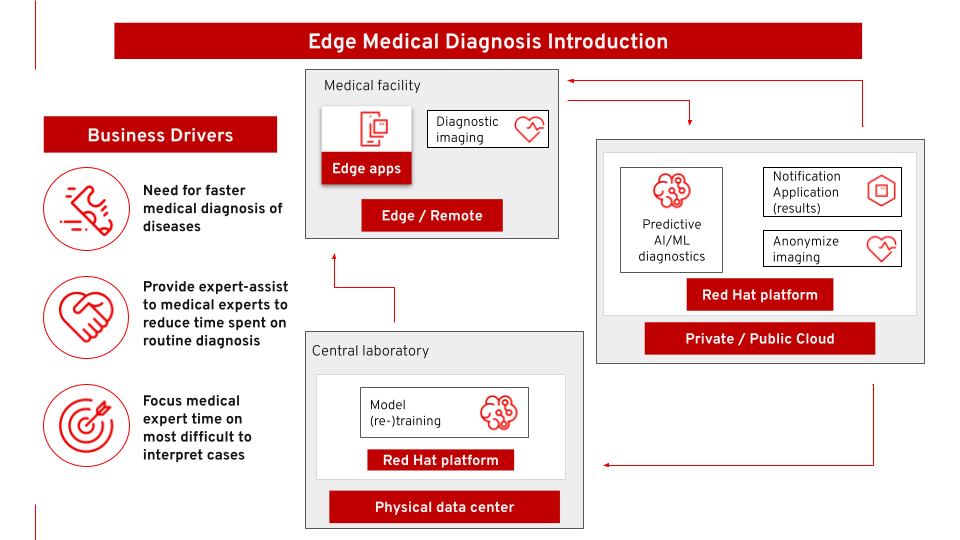 Edge Medical Diagnosis Introduction
Business Drivers
Need for faster
medical diagnosis of
diseases
Provide expert-assist
to medical experts to
reduce time spent on
routine diagnosis
Focus medical
expert time on
most difficult to
interpret cases
Medical facility
Edge apps
Diagnostic
imaging
Edge / Remote
Predictive
AI/ML
diagnostics
Notification
Application
(results)
Anonymize
imaging
Red Hat platform
Private / Public Cloud
Central laboratory
Model
(re-)training
Red Hat platform
Physical data center